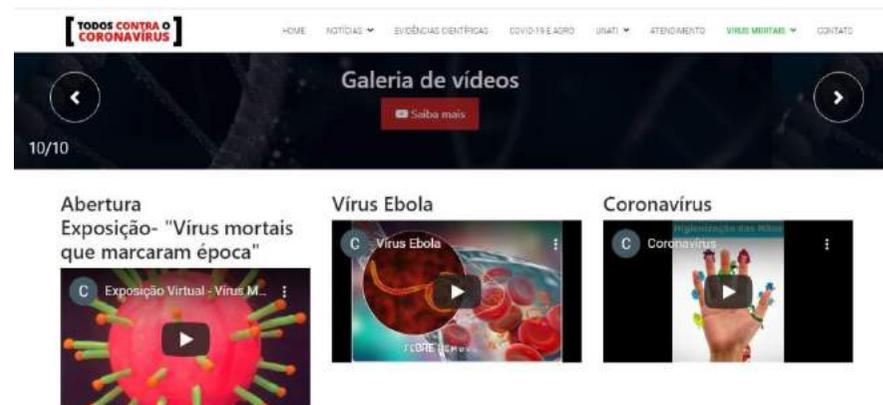 TODOS CONTRA O
CORONAVÍRUS
HOME NOTÍCIAS EVIDÊNCIAS CIENTÍFICAS COVID-19 E AGRO UNATI ATENDIMENTO VÍRUS MORTAIS CONTATO
Galeria de vídeos
Saiba mais
10/10
Abertura
Exposição- "Vírus mortais
que marcaram época"
C Exposição Virtual - Vírus M...
Vírus Ebola
C Vírus Ebola
Coronavírus
Higienização das Mãos
C Coronavírus